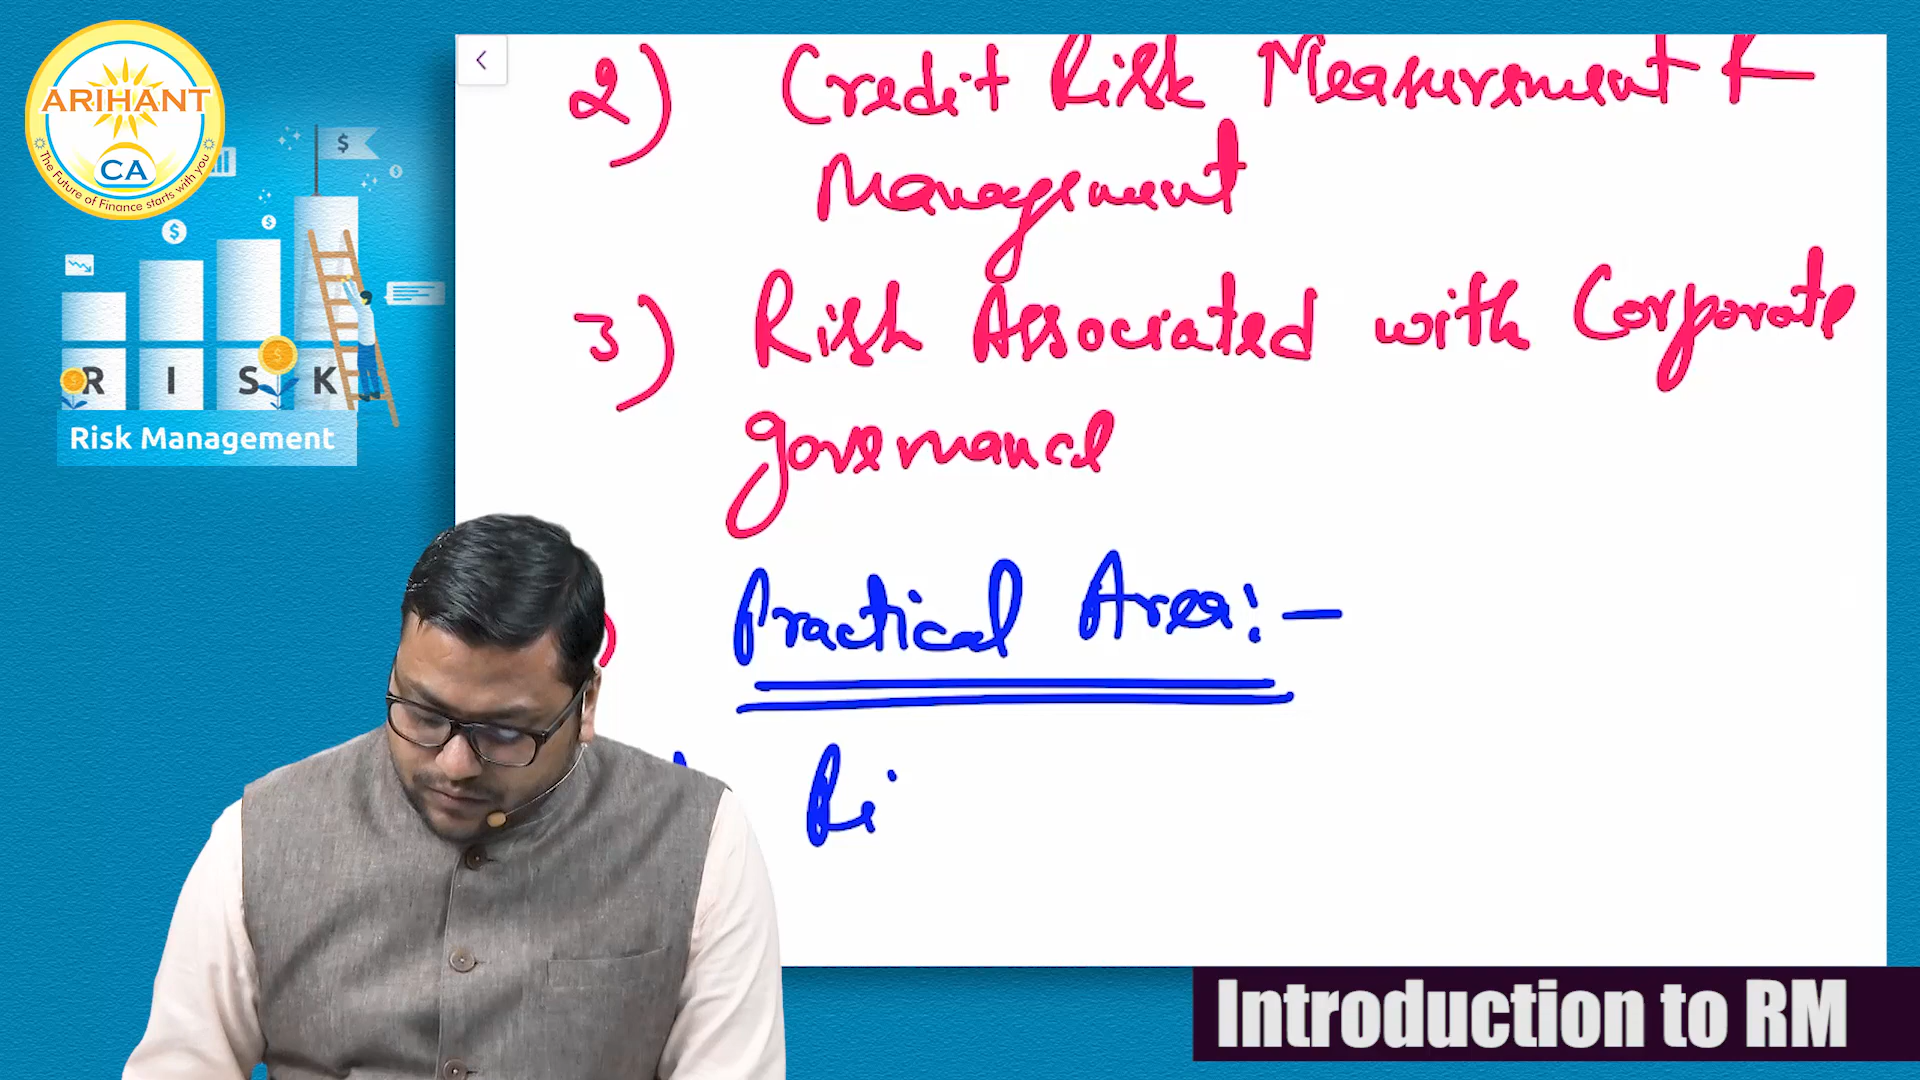 ARIHANT
CA
The Future of Finance starts with you
R I S K
Risk Management
2) Credit Risk Measurement &
Management
3) Risk Associated with Corporate
governance
Practical Area:-
Ri
Introduction to RM